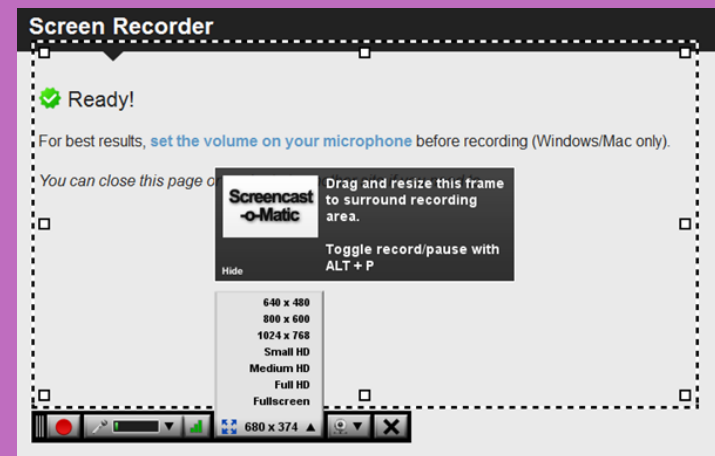 Screen Recorder
Ready!
For best results, set the volume on your microphone before recording (Windows/Mac only).
You can close this page or
Screencast
-o-Matic
Drag and resize this frame
to surround recording
area.
Toggle record/pause with
ALT + P
Hide
640 x 480
800 x 600
1024 x 768
Small HD
Medium HD
Full HD
Fullscreen
680 x 374